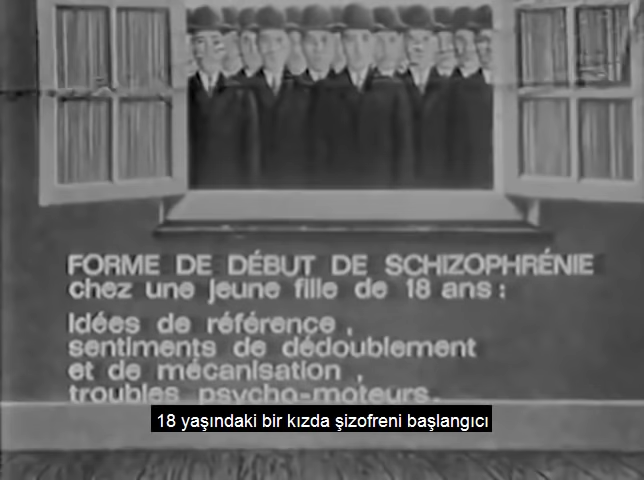 FORME DE DÉBUT DE SCHIZOPHRÉNIE
chez une jeune fille de 18 ans :
Idées de référence ,
sentiments de dédoublement
et de mécanisation ,
troubles psycho-moteurs.
18 yaşındaki bir kızda şizofreni başlangıcı